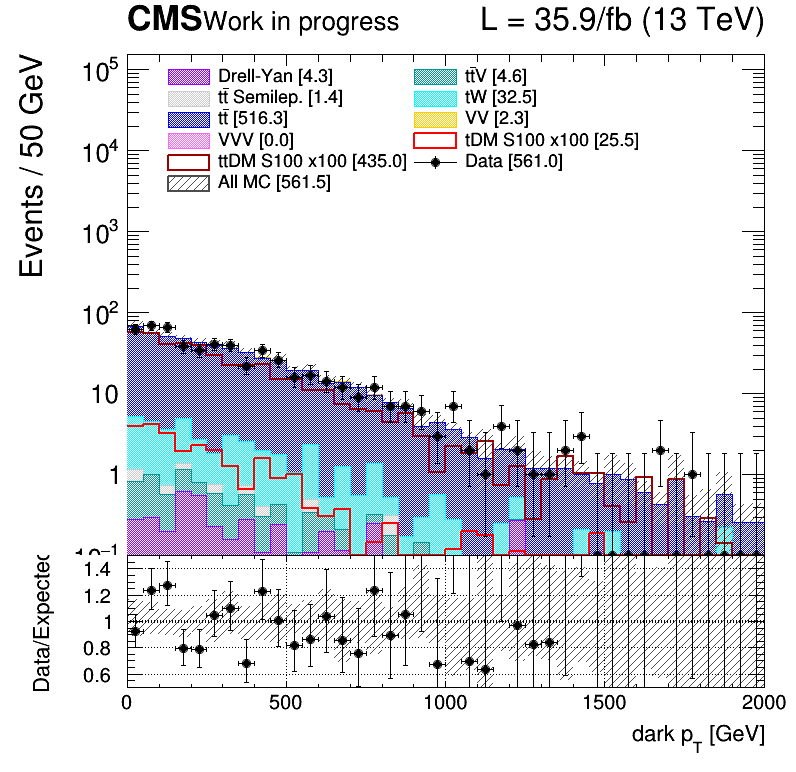 CMS Work in progress L = 35.9/fb (13 TeV)
Events / 50 GeV
10⁵
10⁴
10³
10²
10
1
10⁻¹
Drell-Yan [4.3]
tt̄V [4.6]
tt̄ Semilep. [1.4]
tW [32.5]
tt̄ [516.3]
VV [2.3]
VVV [0.0]
tDM S100 x100 [25.5]
ttDM S100 x100 [435.0]
Data [561.0]
All MC [561.5]
Data/Expected
1.4
1.2
1
0.8
0.6
0 500 1000 1500 2000
dark p_T [GeV]